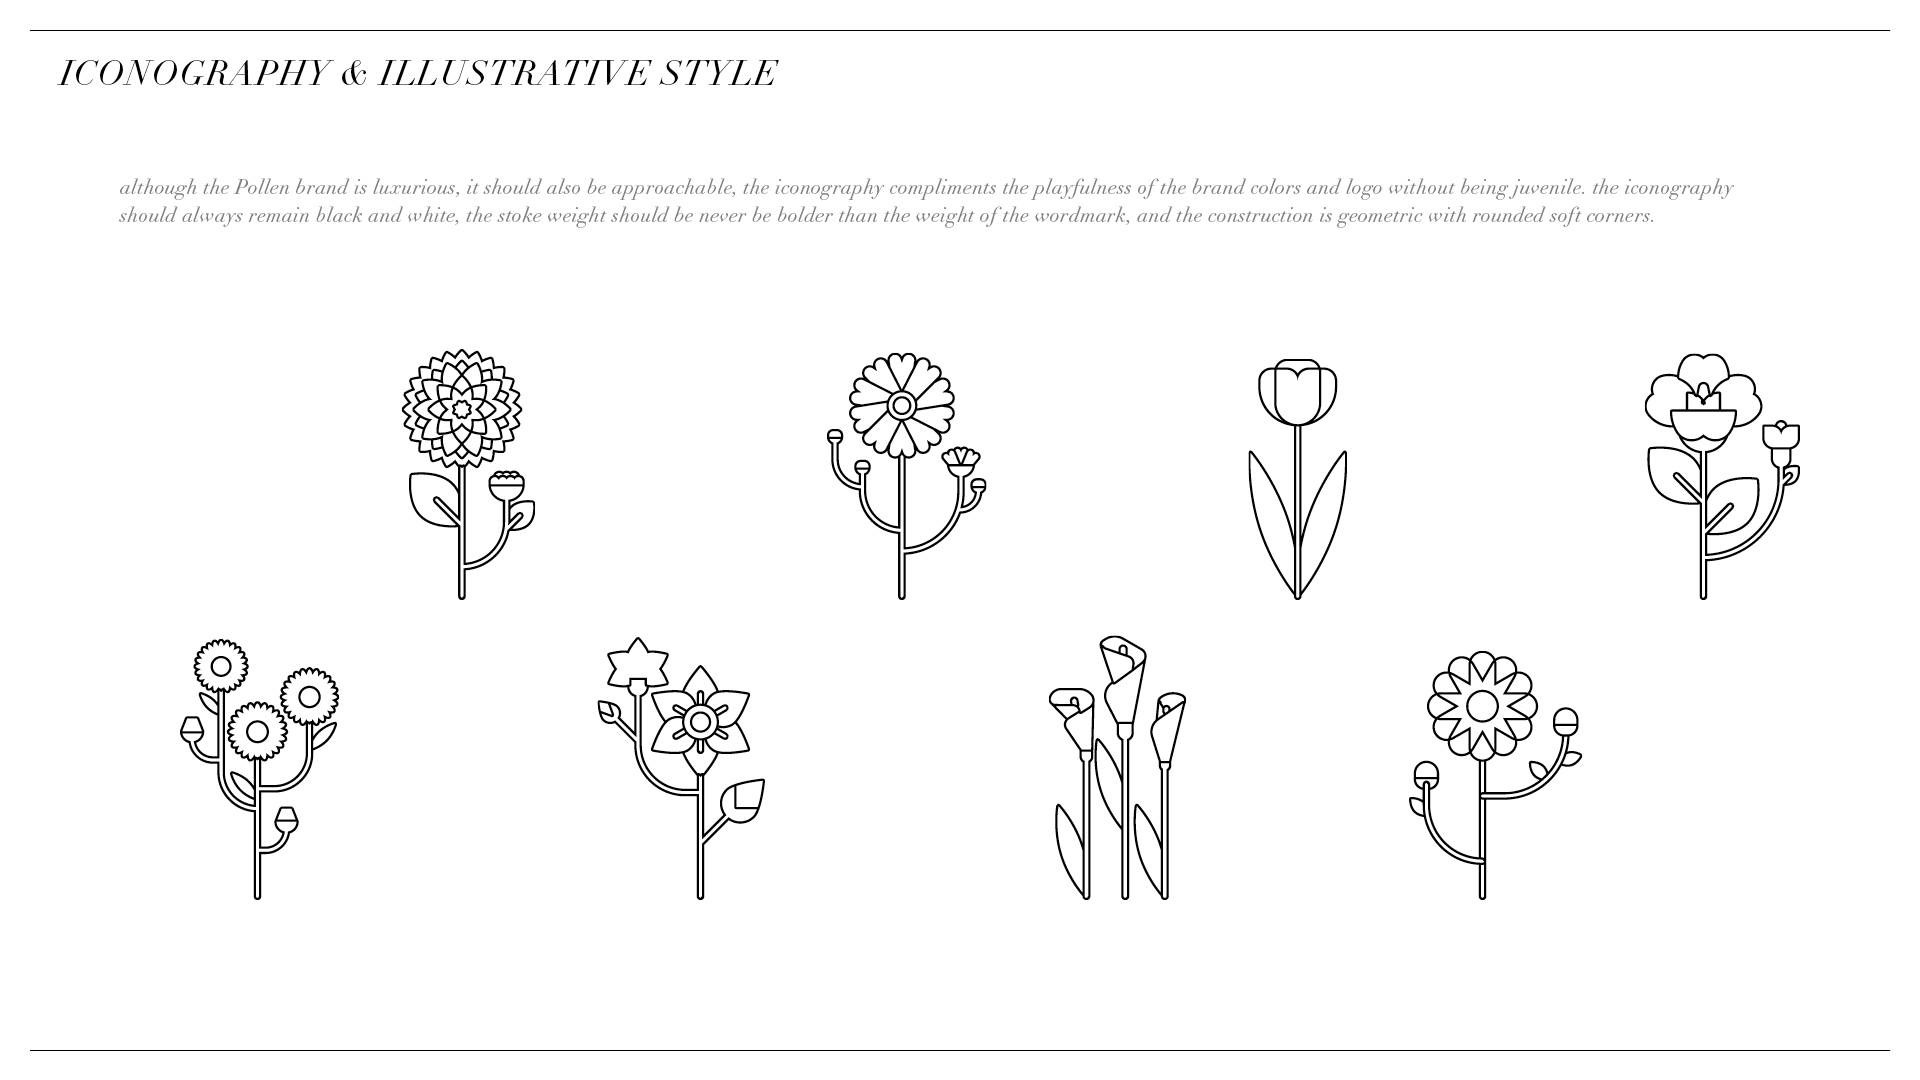 ICONOGRAPHY & ILLUSTRATIVE STYLE
although the Pollen brand is luxurious, it should also be approachable, the iconography compliments the playfulness of the brand colors and logo without being juvenile. the iconography
should always remain black and white, the stoke weight should be never be bolder than the weight of the wordmark, and the construction is geometric with rounded soft corners.